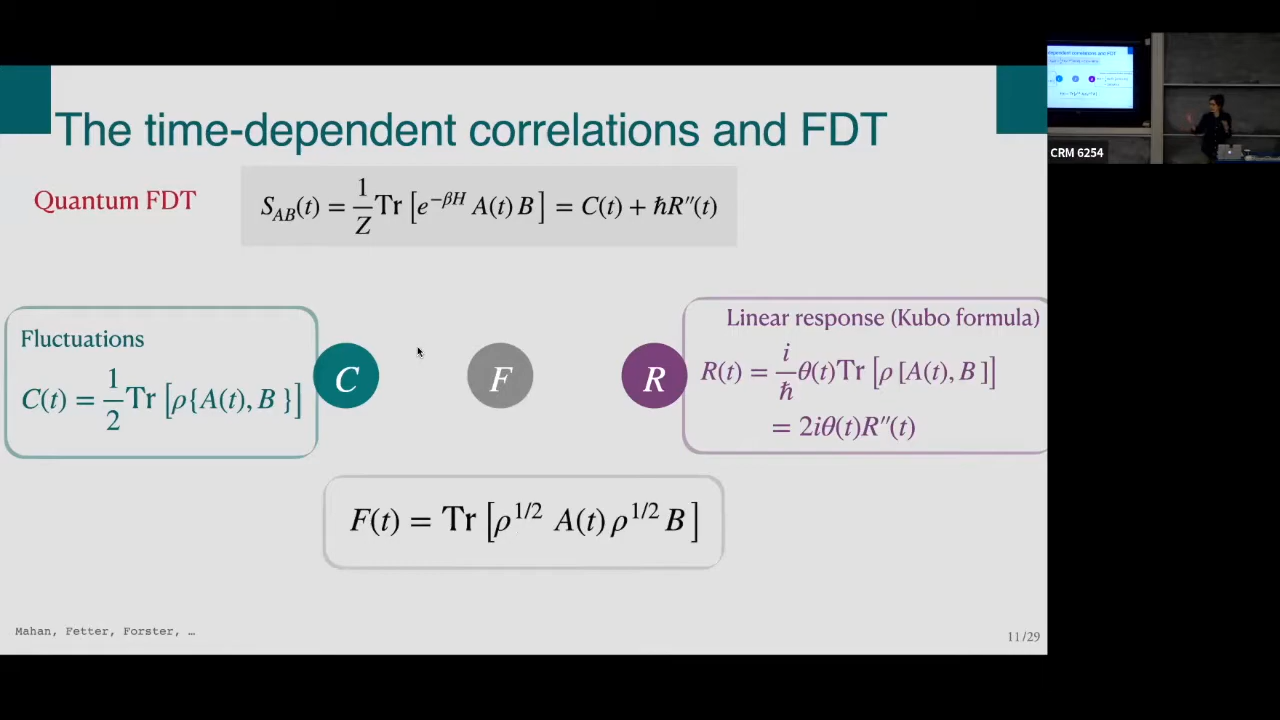 The time-dependent correlations and FDT
Quantum FDT
S_{AB}(t) = \frac{1}{Z} Tr [e^{-βH} A(t) B] = C(t) + ℏR″(t)
Fluctuations
C(t) = \frac{1}{2} Tr [ρ{A(t), B }]
C
F
R
Linear response (Kubo formula)
R(t) = \frac{i}{ℏ} θ(t)Tr [ρ [A(t), B ]]
= 2iθ(t)R″(t)
F(t) = Tr [ρ^{1/2} A(t) ρ^{1/2} B]
Mahan, Fetter, Forster, …
11/29
CRM 6254